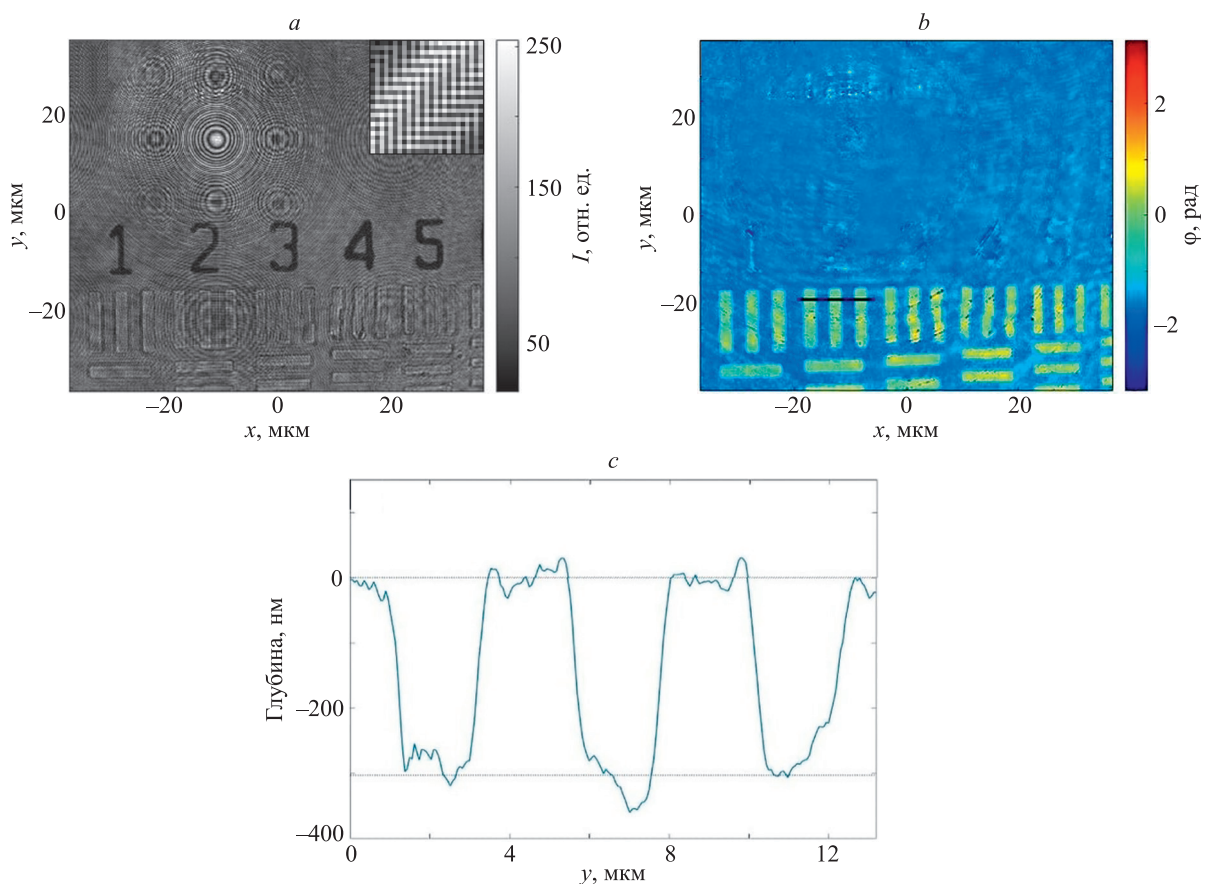 a
250
150
50
I, отн. ед.
20
0
–20
y, мкм
1 2 3 4 5
–20 0 20
x, мкм
b
2
0
–2
φ, рад
20
0
–20
y, мкм
–20 0 20
x, мкм
c
0
–200
–400
Глубина, нм
0 4 8 12
y, мкм